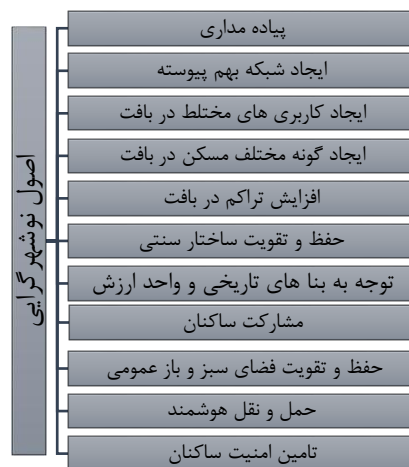 اصول نوشهرگرایی
پیاده مداری
ایجاد شبکه بهم پیوسته
ایجاد کاربری های مختلط در بافت
ایجاد گونه مختلف مسکن در بافت
افزایش تراکم در بافت
حفظ و تقویت ساختار سنتی
توجه به بنا های تاریخی و واحد ارزش
مشارکت ساکنان
حفظ و تقویت فضای سبز و باز عمومی
حمل و نقل هوشمند
تامین امنیت ساکنان